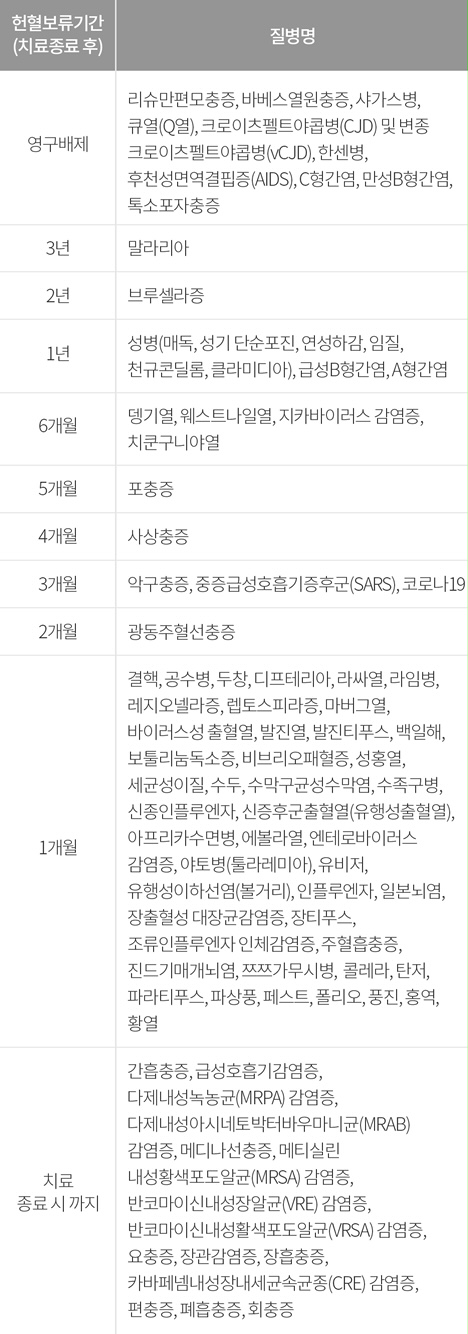 헌혈보류기간
(치료종료 후)
질병명
영구배제
리슈만편모충증, 바베스열원충증, 샤가스병,
큐열(Q열), 크로이츠펠트야콥병(CJD) 및 변종
크로이츠펠트야콥병(vCJD), 한센병,
후천성면역결핍증(AIDS), C형간염, 만성B형간염,
톡소포자충증
3년
말라리아
2년
브루셀라증
1년
성병(매독, 성기 단순포진, 연성하감, 임질,
천규콘딜롬, 클라미디아), 급성B형간염, A형간염
6개월
뎅기열, 웨스트나일열, 지카바이러스 감염증,
치쿤구니야열
5개월
포충증
4개월
사상충증
3개월
악구충증, 중증급성호흡기증후군(SARS), 코로나19
2개월
광동주혈선충증
1개월
결핵, 공수병, 두창, 디프테리아, 라싸열, 라임병,
레지오넬라증, 렙토스피라증, 마버그열,
바이러스성 출혈열, 발진열, 발진티푸스, 백일해,
보툴리눔독소증, 비브리오패혈증, 성홍열,
세균성이질, 수두, 수막구균성수막염, 수족구병,
신종인플루엔자, 신증후군출혈열(유행성출혈열),
아프리카수면병, 에볼라열, 엔테로바이러스
감염증, 야토병(툴라레미아), 유비저,
유행성이하선염(볼거리), 인플루엔자, 일본뇌염,
장출혈성 대장균감염증, 장티푸스,
조류인플루엔자 인체감염증, 주혈흡충증,
진드기매개뇌염, 쯔쯔가무시병, 콜레라, 탄저,
파라티푸스, 파상풍, 페스트, 폴리오, 풍진, 홍역,
황열
치료
종료 시 까지
간흡충증, 급성호흡기감염증,
다제내성녹농균(MRPA) 감염증,
다제내성아시네토박터바우마니균(MRAB)
감염증, 메디나선충증, 메티실린
내성황색포도알균(MRSA) 감염증,
반코마이신내성장알균(VRE) 감염증,
반코마이신내성활색포도알균(VRSA) 감염증,
요충증, 장관감염증, 장흡충증,
카바페넴내성장내세균속균종(CRE) 감염증,
편충증, 폐흡충증, 회충증